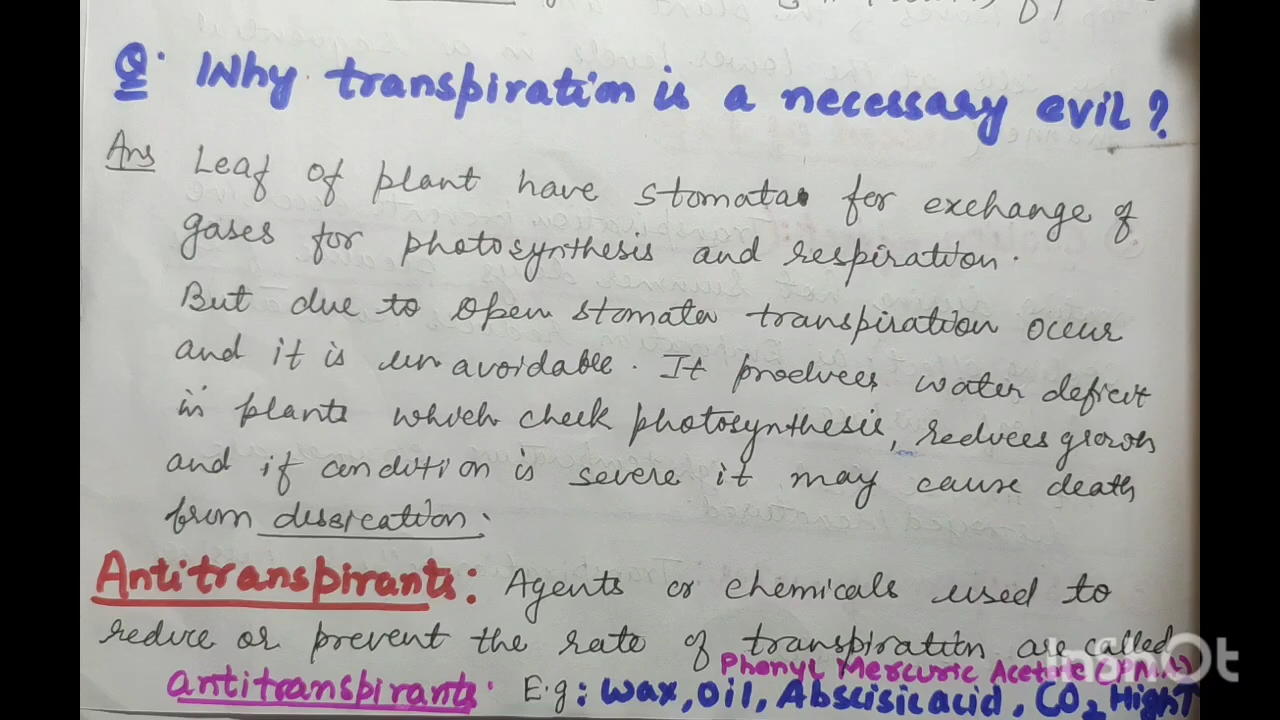 Q. Why transpiration is a necessary evil?
Ans Leaf of plant have stomata for exchange of
gases for photosynthesis and respiration.
But due to open stomata transpiration occur
and it is unavoidable. It produces water deficit
in plants which check photosynthesis, reduces growth
and if condition is severe it may cause death
from dessication.
Antitranspirants: Agents or chemicals used to
reduce or prevent the rate of transpiration are called
Phenyl Mercuric Acetate
antitranspirants. E.g: Wax, Oil, Abscisic acid, CO2 High T
InShOt